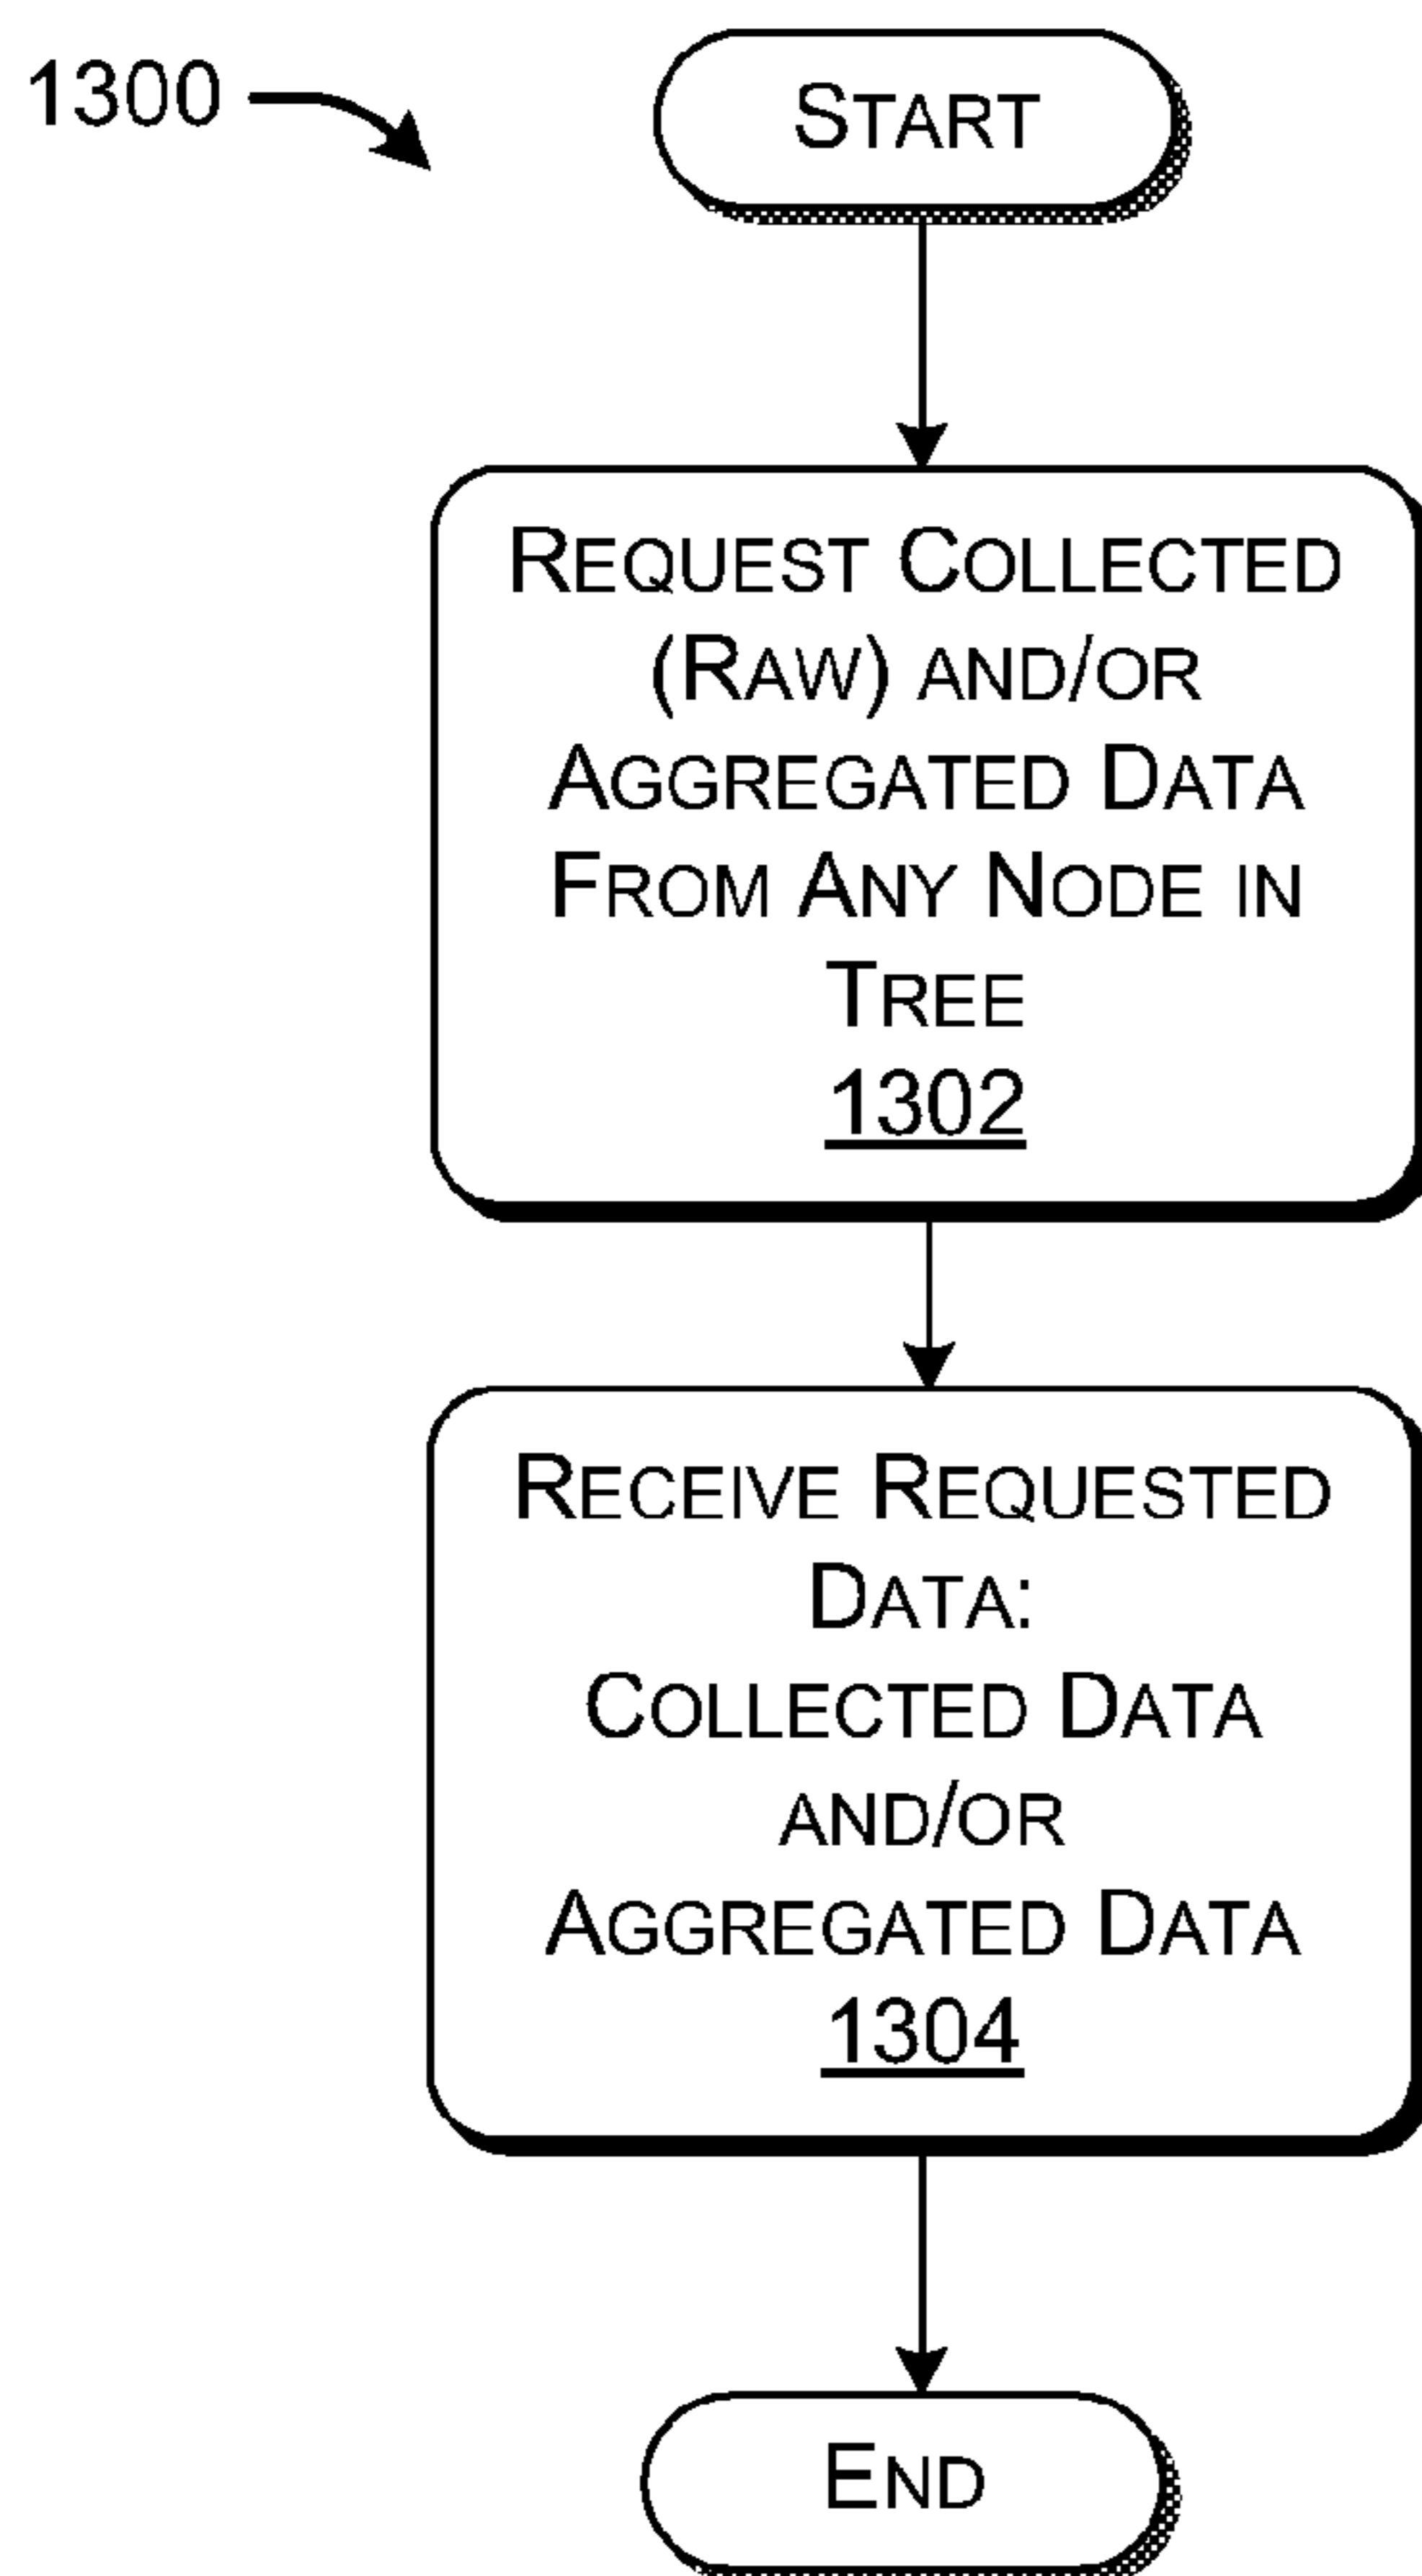 1300
START
REQUEST COLLECTED
(RAW) AND/OR
AGGREGATED DATA
FROM ANY NODE IN
TREE
1302
RECEIVE REQUESTED
DATA:
COLLECTED DATA
AND/OR
AGGREGATED DATA
1304
END